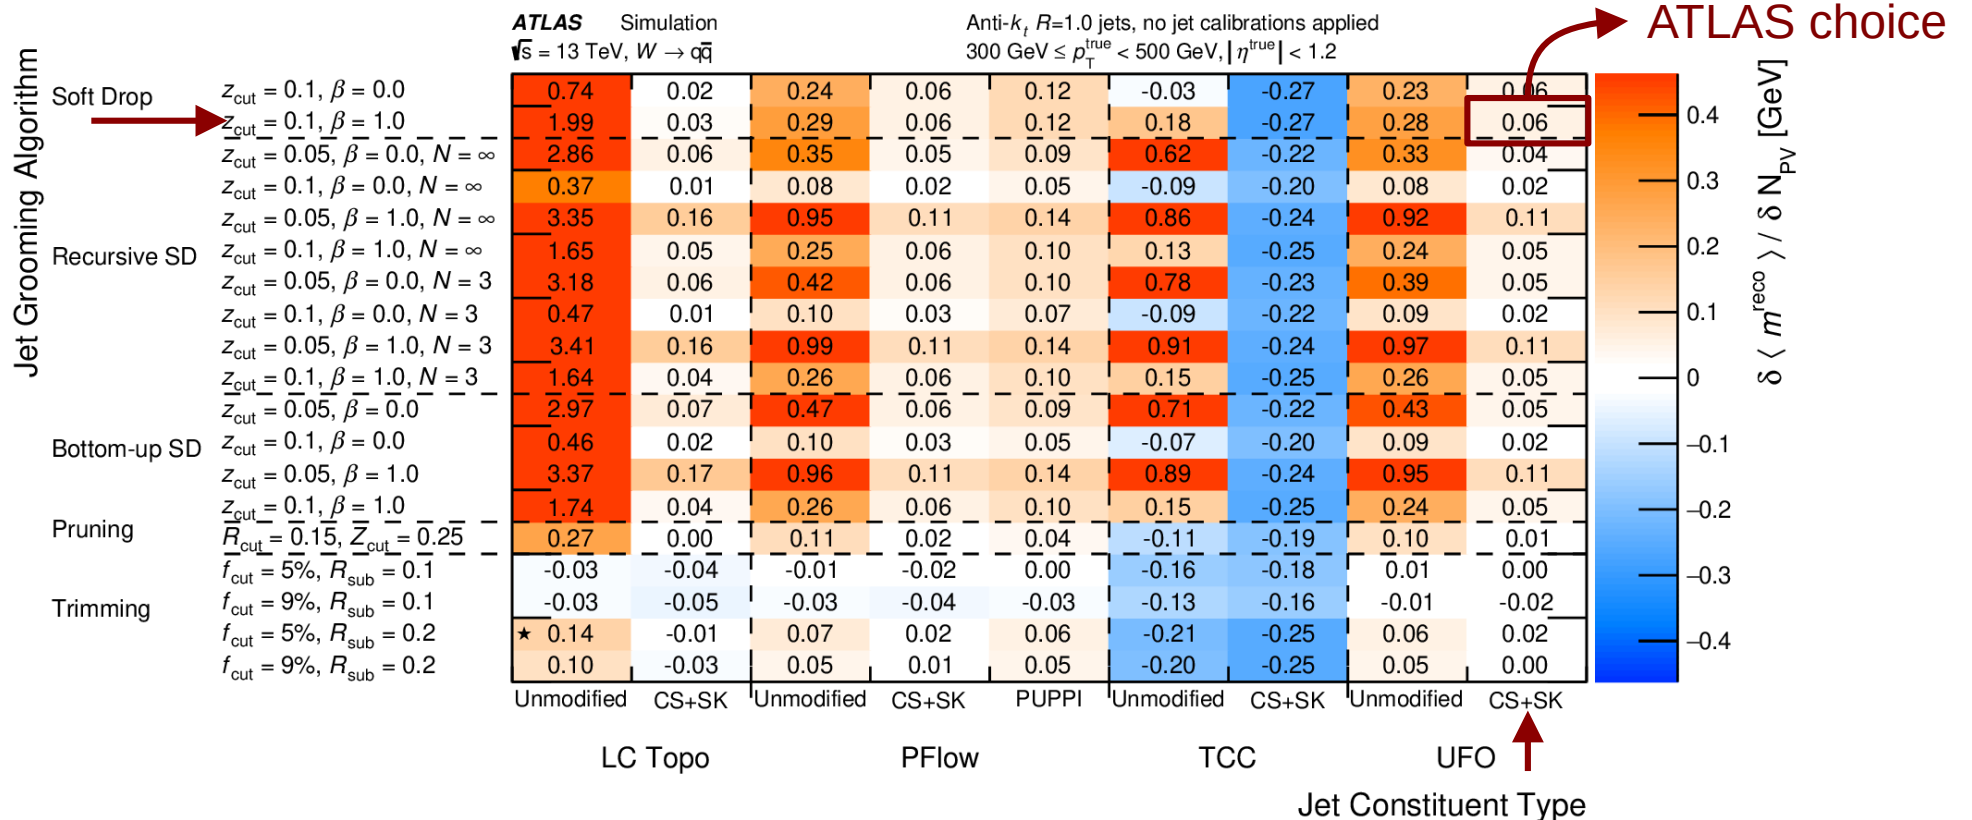 ATLAS Simulation
√s = 13 TeV, W → qq̄
Anti-k_t R=1.0 jets, no jet calibrations applied
300 GeV ≤ p_T^true < 500 GeV, |η^true| < 1.2
ATLAS choice
Jet Grooming Algorithm
Soft Drop
Recursive SD
Bottom-up SD
Pruning
Trimming
z_cut = 0.1, β = 0.0 0.74 0.02 0.24 0.06 0.12 -0.03 -0.27 0.23 0.06
z_cut = 0.1, β = 1.0 1.99 0.03 0.29 0.06 0.12 0.18 -0.27 0.28 0.06
z_cut = 0.05, β = 0.0, N = ∞ 2.86 0.06 0.35 0.05 0.09 0.62 -0.22 0.33 0.04
z_cut = 0.1, β = 0.0, N = ∞ 0.37 0.01 0.08 0.02 0.05 -0.09 -0.20 0.08 0.02
z_cut = 0.05, β = 1.0, N = ∞ 3.35 0.16 0.95 0.11 0.14 0.86 -0.24 0.92 0.11
z_cut = 0.1, β = 1.0, N = ∞ 1.65 0.05 0.25 0.06 0.10 0.13 -0.25 0.24 0.05
z_cut = 0.05, β = 0.0, N = 3 3.18 0.06 0.42 0.06 0.10 0.78 -0.23 0.39 0.05
z_cut = 0.1, β = 0.0, N = 3 0.47 0.01 0.10 0.03 0.07 -0.09 -0.22 0.09 0.02
z_cut = 0.05, β = 1.0, N = 3 3.41 0.16 0.99 0.11 0.14 0.91 -0.24 0.97 0.11
z_cut = 0.1, β = 1.0, N = 3 1.64 0.04 0.26 0.06 0.10 0.15 -0.25 0.26 0.05
z_cut = 0.05, β = 0.0 2.97 0.07 0.47 0.06 0.09 0.71 -0.22 0.43 0.05
z_cut = 0.1, β = 0.0 0.46 0.02 0.10 0.03 0.05 -0.07 -0.20 0.09 0.02
z_cut = 0.05, β = 1.0 3.37 0.17 0.96 0.11 0.14 0.89 -0.24 0.95 0.11
z_cut = 0.1, β = 1.0 1.74 0.04 0.26 0.06 0.10 0.15 -0.25 0.24 0.05
R_cut = 0.15, Z_cut = 0.25 0.27 0.00 0.11 0.02 0.04 -0.11 -0.19 0.10 0.01
f_cut = 5%, R_sub = 0.1 -0.03 -0.04 -0.01 -0.02 0.00 -0.16 -0.18 0.01 0.00
f_cut = 9%, R_sub = 0.1 -0.03 -0.05 -0.03 -0.04 -0.03 -0.13 -0.16 -0.01 -0.02
f_cut = 5%, R_sub = 0.2 ★ 0.14 -0.01 0.07 0.02 0.06 -0.21 -0.25 0.06 0.02
f_cut = 9%, R_sub = 0.2 0.10 -0.03 0.05 0.01 0.05 -0.20 -0.25 0.05 0.00
Unmodified CS+SK Unmodified CS+SK PUPPI Unmodified CS+SK Unmodified CS+SK
LC Topo PFlow TCC UFO
Jet Constituent Type
0.4
0.3
0.2
0.1
0
−0.1
−0.2
−0.3
−0.4
δ ⟨ m^reco ⟩ / δ N_PV [GeV]